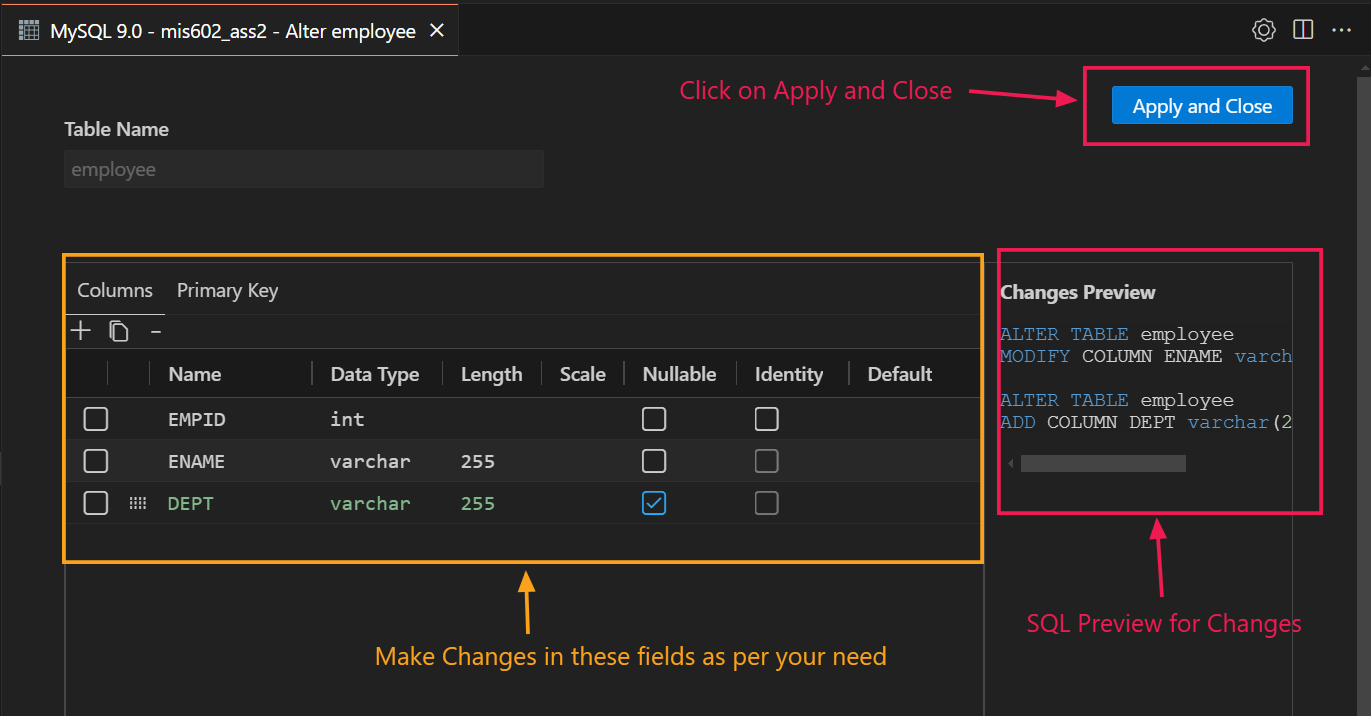 MySQL 9.0 - mis602_ass2 - Alter employee
Click on Apply and Close
Apply and Close
Table Name
employee
Columns Primary Key
Name Data Type Length Scale Nullable Identity Default
EMPID int
ENAME varchar 255
DEPT varchar 255
Changes Preview
ALTER TABLE employee
MODIFY COLUMN ENAME varch
ALTER TABLE employee
ADD COLUMN DEPT varchar(2
SQL Preview for Changes
Make Changes in these fields as per your need